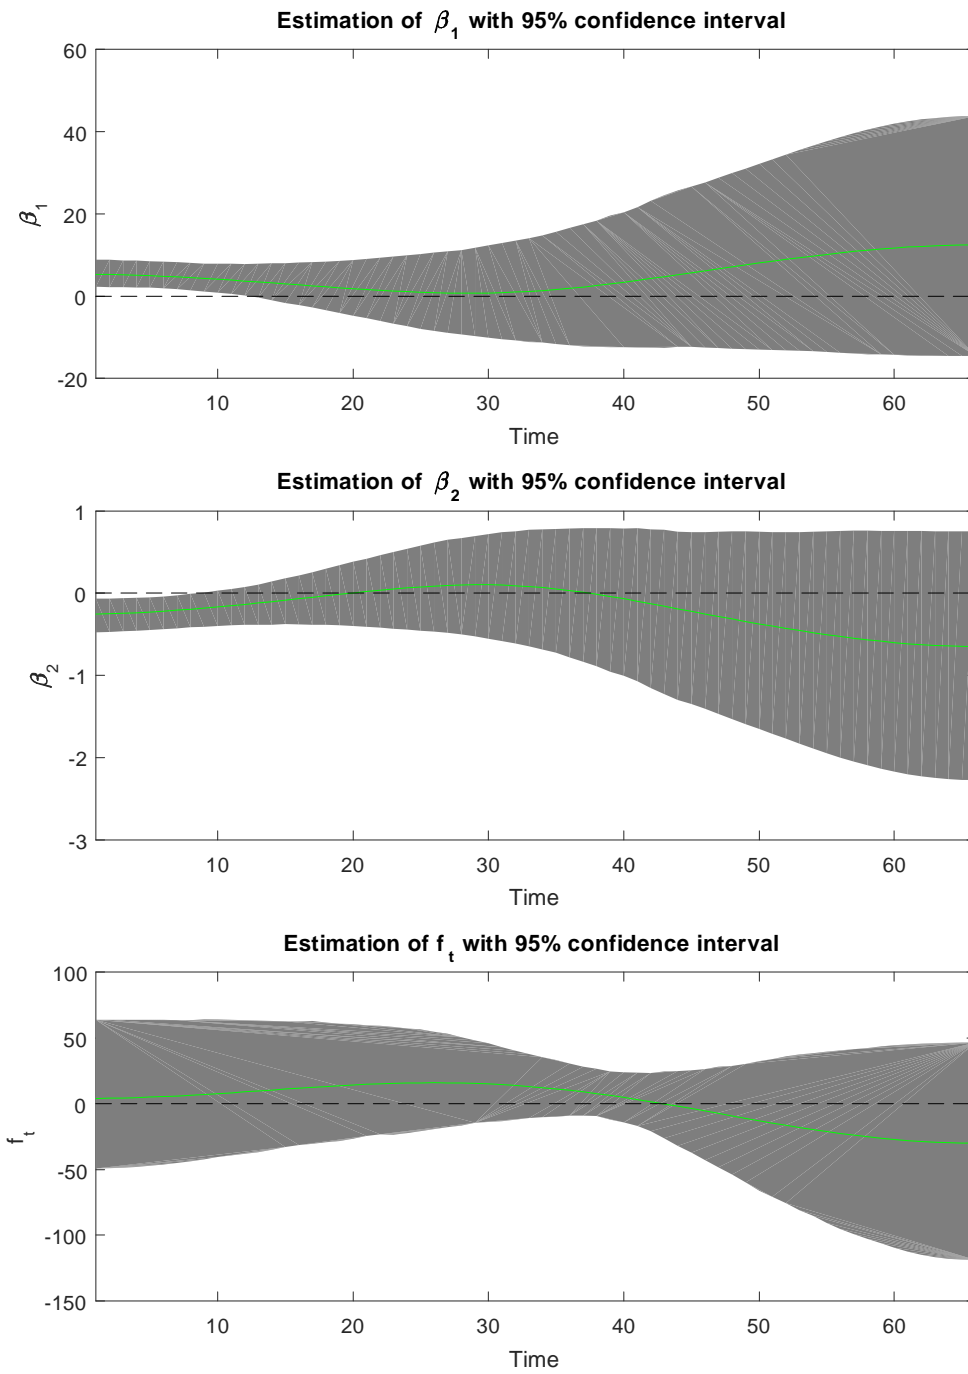 Estimation of β1 with 95% confidence interval
60
40
20
0
-20
β1
10 20 30 40 50 60
Time
Estimation of β2 with 95% confidence interval
1
0
-1
-2
-3
β2
10 20 30 40 50 60
Time
Estimation of ft with 95% confidence interval
100
50
0
-50
-100
-150
ft
10 20 30 40 50 60
Time